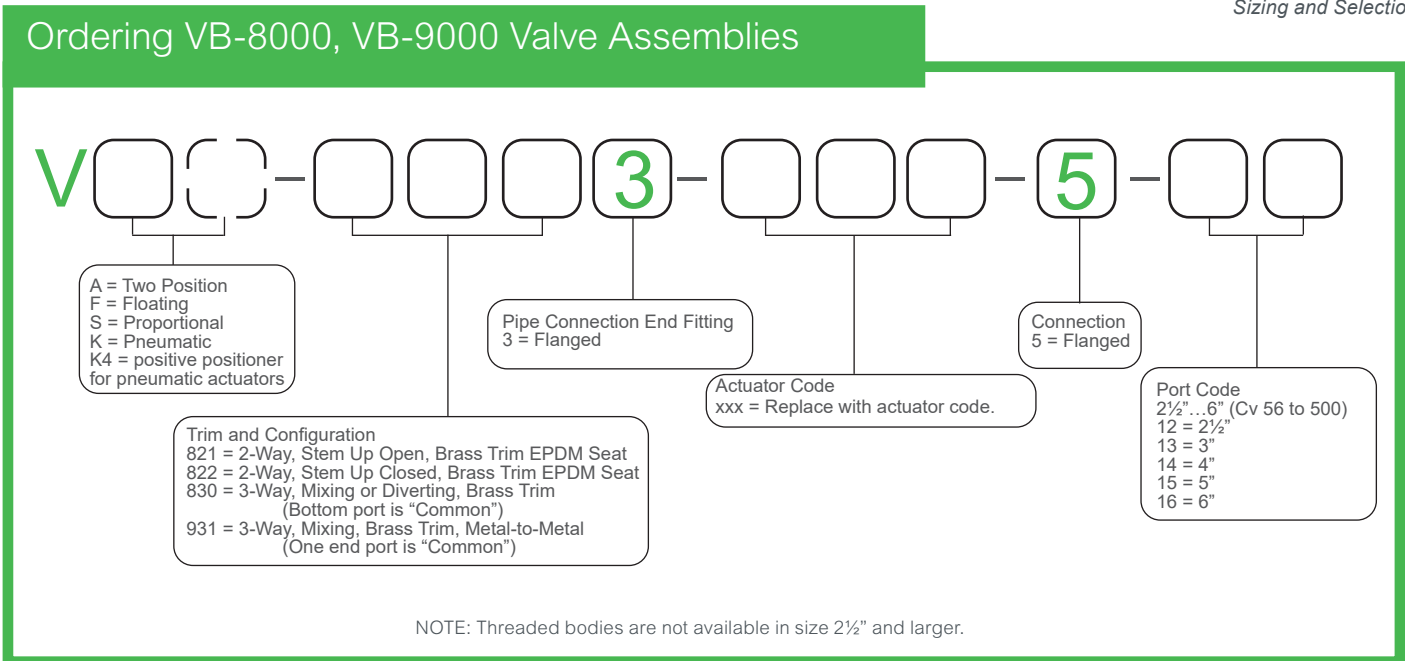 Sizing and Selectio
Ordering VB-8000, VB-9000 Valve Assemblies
V – 3 – – 5 –
A = Two Position
F = Floating
S = Proportional
K = Pneumatic
K4 = positive positioner
for pneumatic actuators
Pipe Connection End Fitting
3 = Flanged
Connection
5 = Flanged
Actuator Code
xxx = Replace with actuator code.
Port Code
2½”…6” (Cv 56 to 500)
12 = 2½”
13 = 3”
14 = 4”
15 = 5”
16 = 6”
Trim and Configuration
821 = 2-Way, Stem Up Open, Brass Trim EPDM Seat
822 = 2-Way, Stem Up Closed, Brass Trim EPDM Seat
830 = 3-Way, Mixing or Diverting, Brass Trim
(Bottom port is “Common”)
931 = 3-Way, Mixing, Brass Trim, Metal-to-Metal
(One end port is “Common”)
NOTE: Threaded bodies are not available in size 2½” and larger.